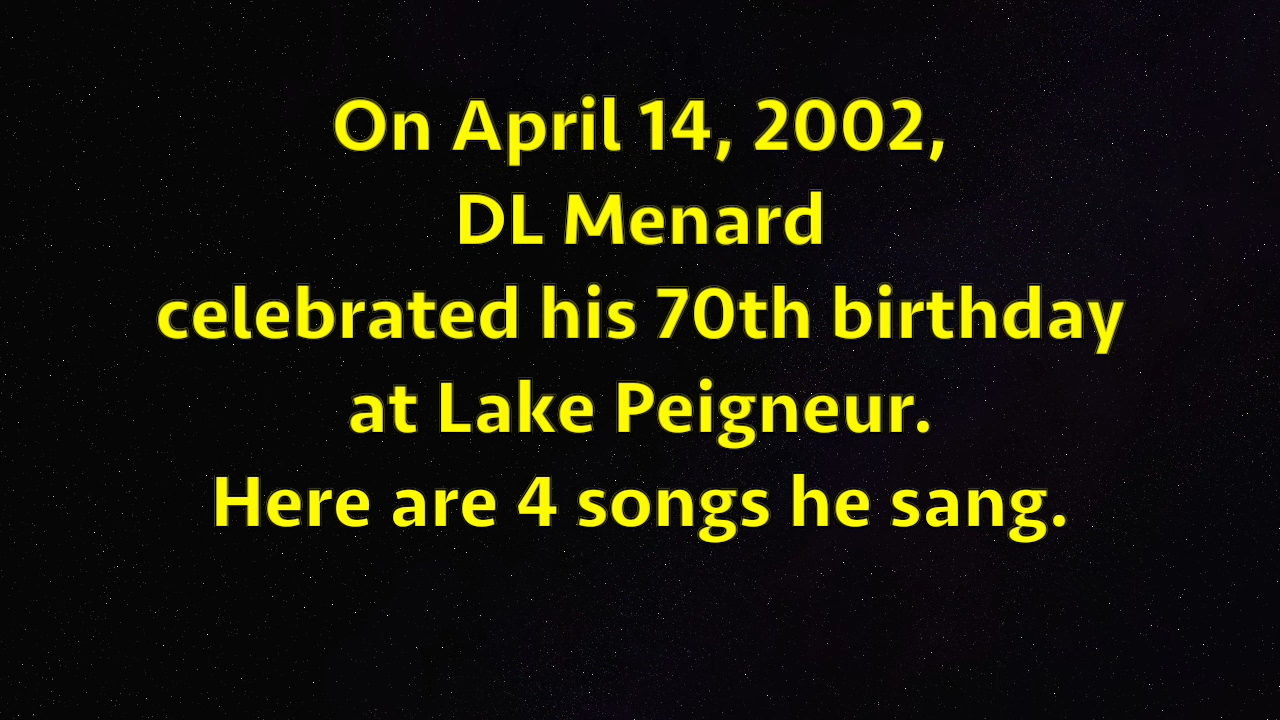 On April 14, 2002,
DL Menard
celebrated his 70th birthday
at Lake Peigneur.
Here are 4 songs he sang.